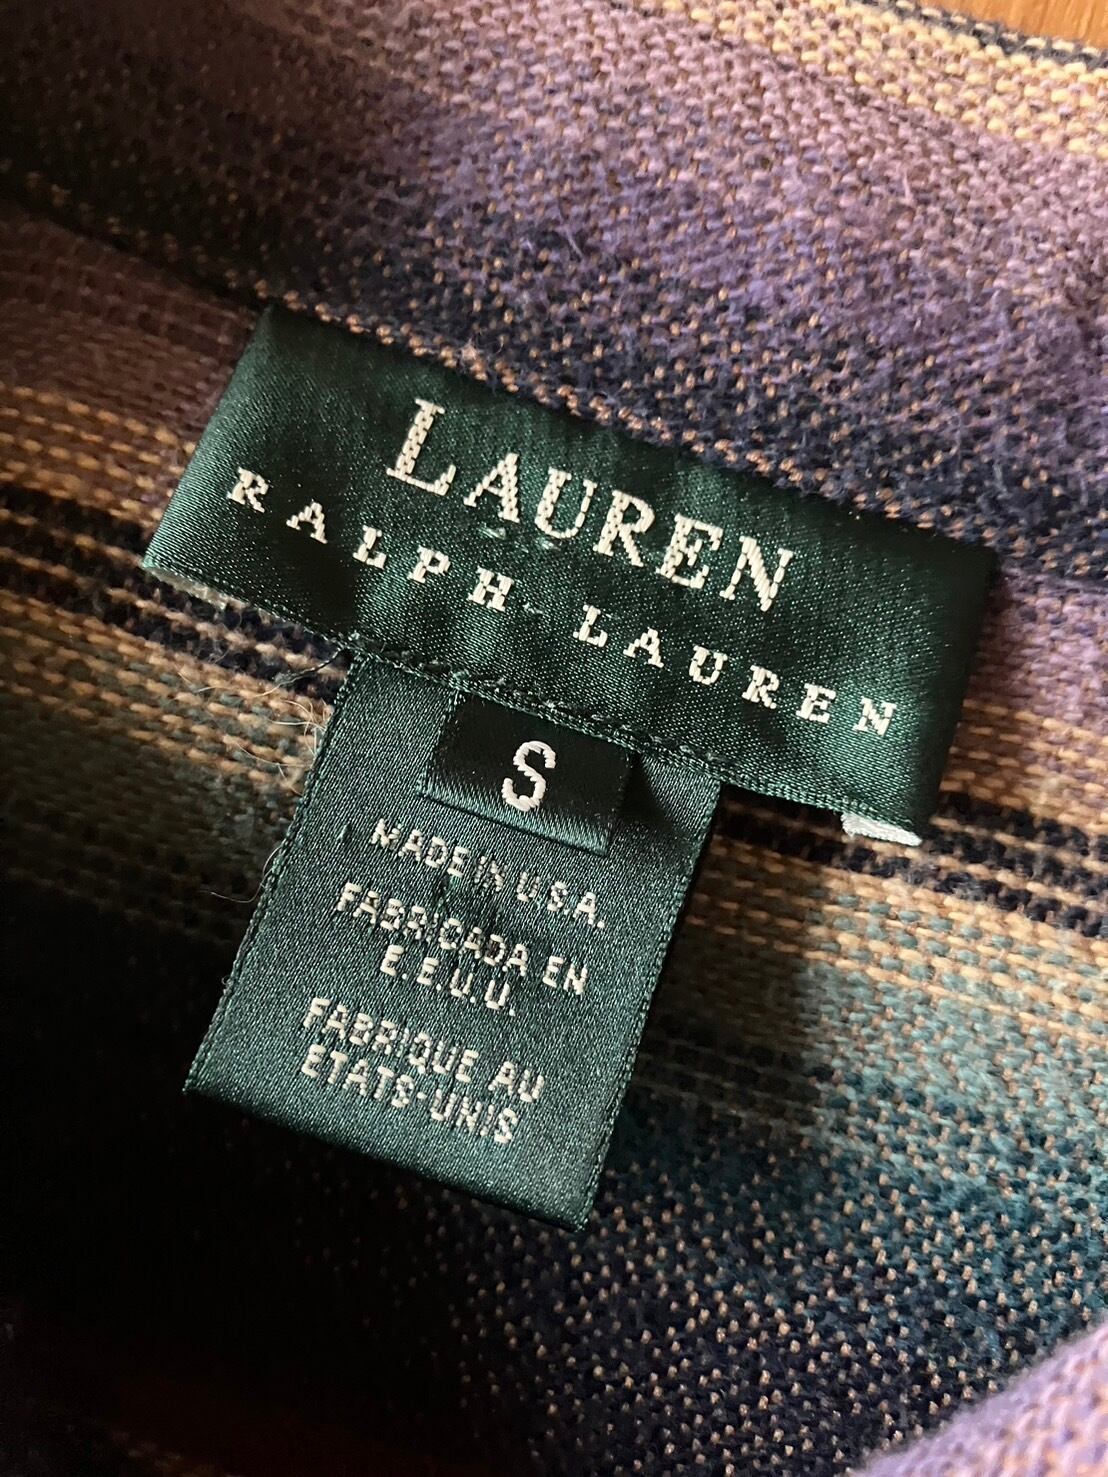 LAUREN
RALPH LAUREN
S
MADE IN U.S.A.
FABRICADA EN
E.E.U.U.
FABRIQUE AU
ETATS-UNIS